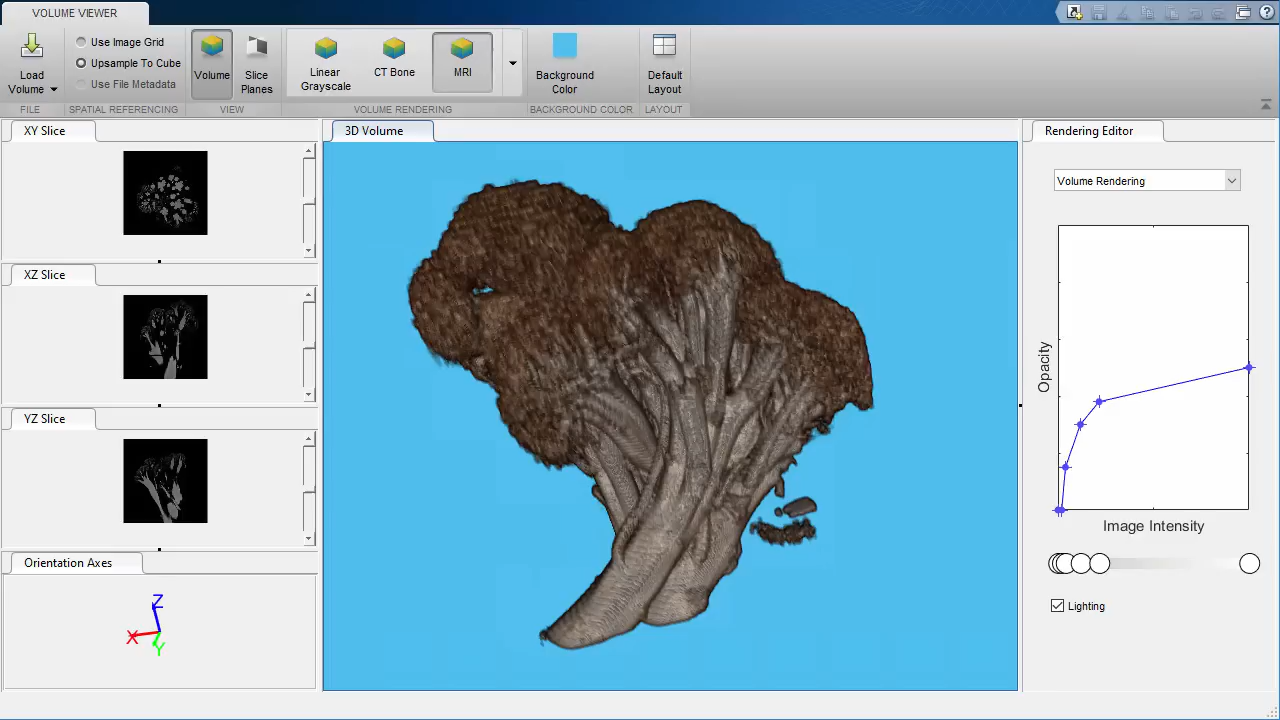 VOLUME VIEWER
Load
Volume
Use Image Grid
Upsample To Cube
Use File Metadata
Volume
Slice
Planes
Linear
Grayscale
CT Bone
MRI
Background
Color
Default
Layout
FILE
SPATIAL REFERENCING
VIEW
VOLUME RENDERING
BACKGROUND COLOR
LAYOUT
XY Slice
XZ Slice
YZ Slice
Orientation Axes
Z
X
Y
3D Volume
Rendering Editor
Volume Rendering
Opacity
Image Intensity
Lighting